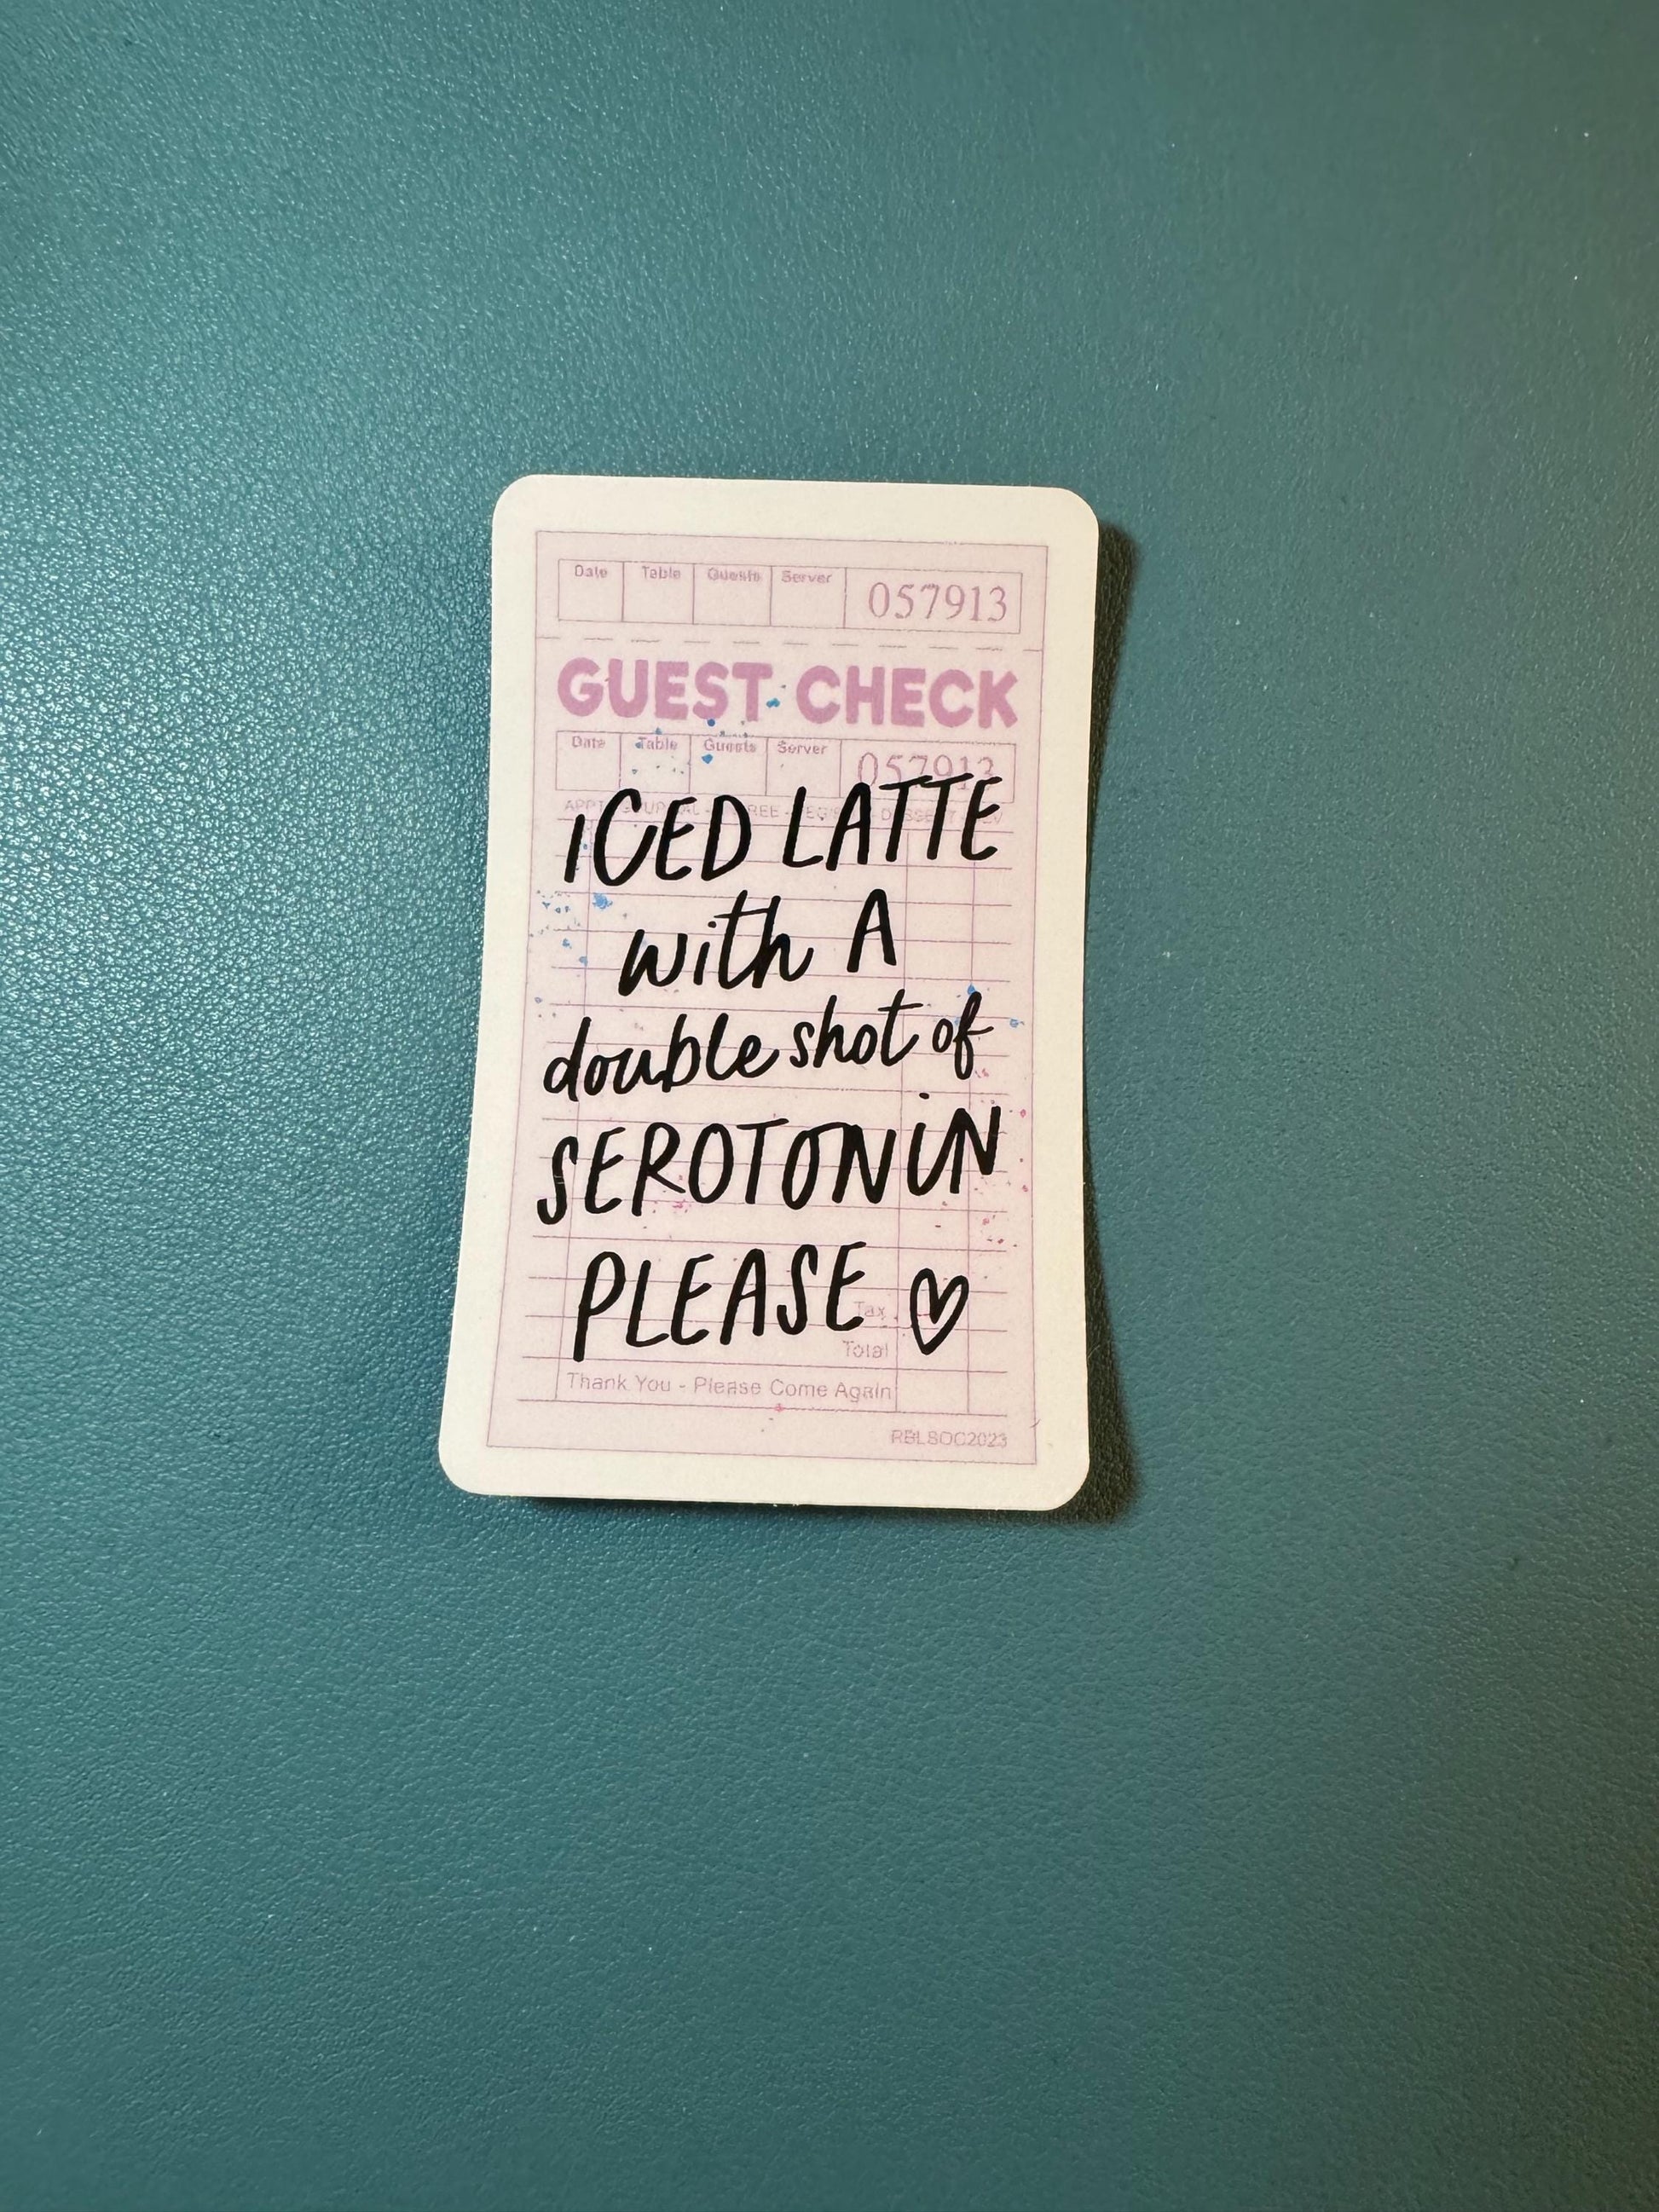 Date Table Guests Server 057913
GUEST CHECK
Date Table Guests Server 057913
ICED LATTE
with A
double shot of
SEROTONIN
PLEASE ♡
Tax
Total
Thank You - Please Come Again
RBLSOC2023